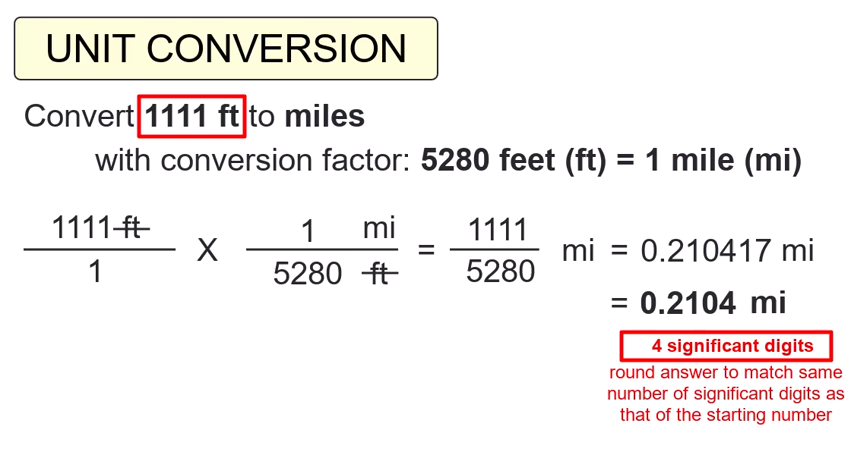 UNIT CONVERSION
Convert 1111 ft to miles
with conversion factor: 5280 feet (ft) = 1 mile (mi)
1111 ft
1
X
1 mi
5280 ft
=
1111
5280
mi = 0.210417 mi
= 0.2104 mi
4 significant digits
round answer to match same
number of significant digits as
that of the starting number